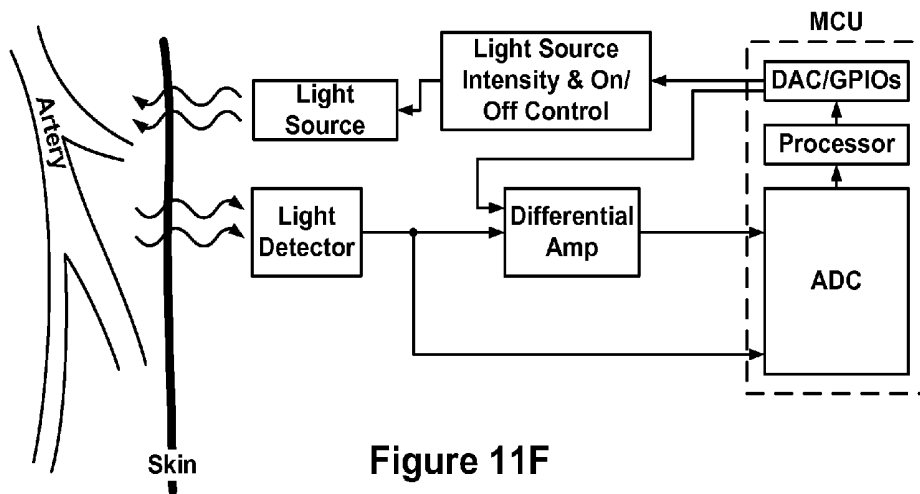 MCU
Light Source
Intensity & On/
Off Control
DAC/GPIOs
Light
Source
Processor
Artery
Light
Detector
Differential
Amp
ADC
Skin
Figure 11F